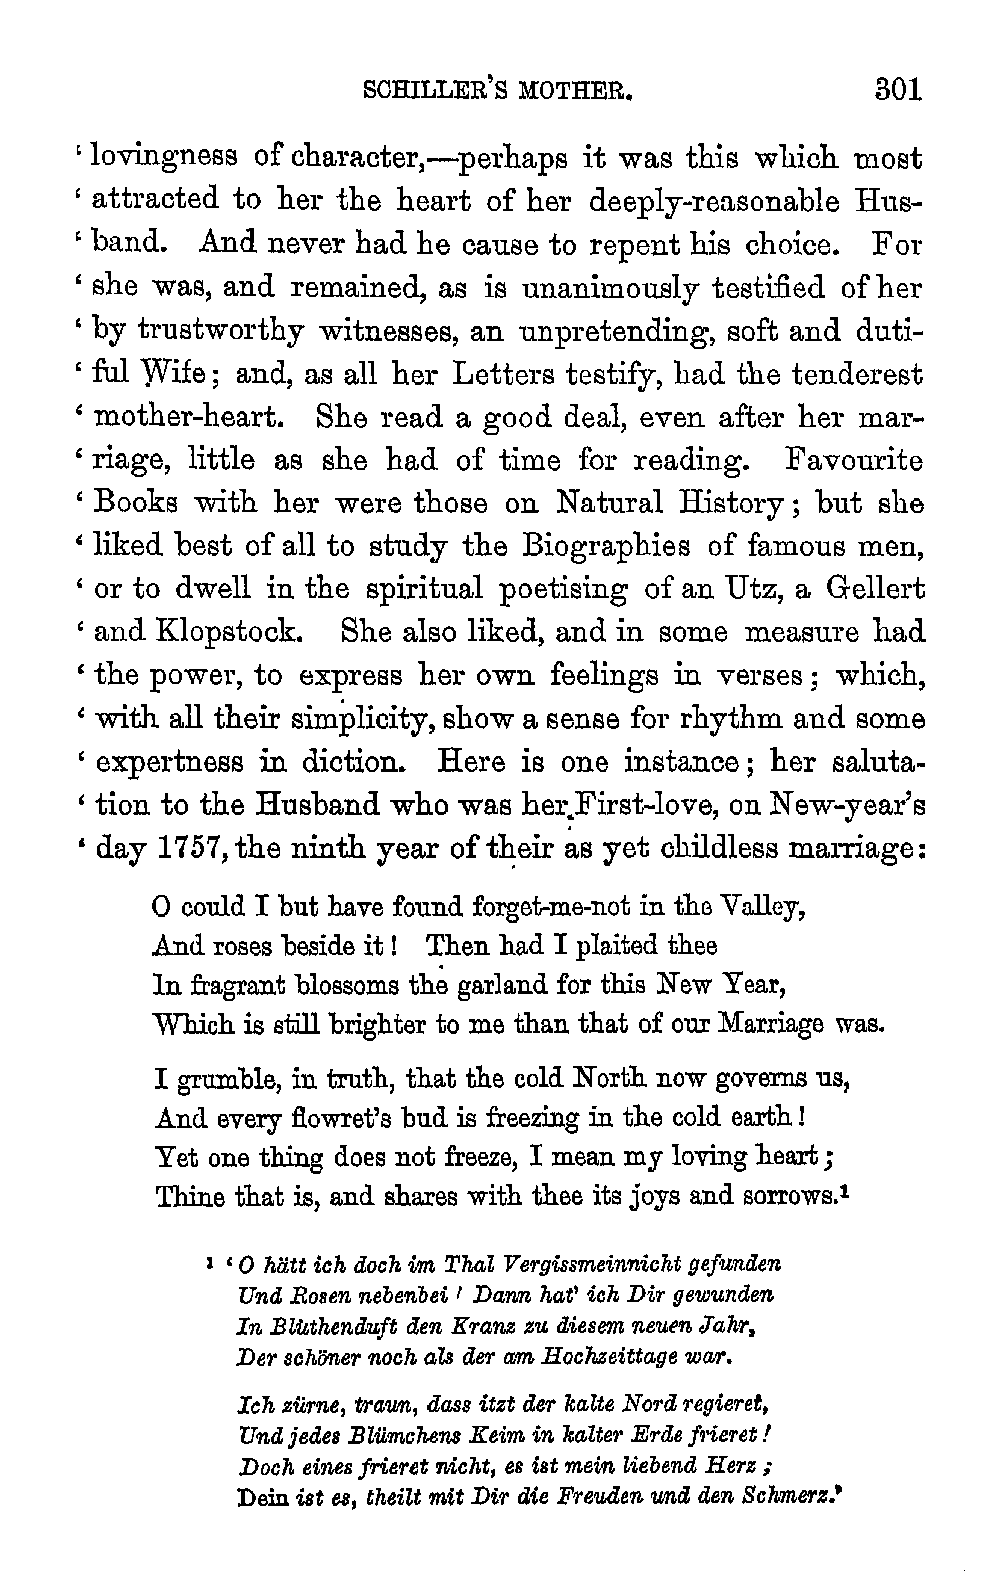 SCHILLER'S MOTHER. 301
‘ lovingness of character,—perhaps it was this which most
‘ attracted to her the heart of her deeply-reasonable Hus-
‘ band. And never had he cause to repent his choice. For
‘ she was, and remained, as is unanimously testified of her
‘ by trustworthy witnesses, an unpretending, soft and duti-
‘ ful Wife; and, as all her Letters testify, had the tenderest
‘ mother-heart. She read a good deal, even after her mar-
‘ riage, little as she had of time for reading. Favourite
‘ Books with her were those on Natural History; but she
‘ liked best of all to study the Biographies of famous men,
‘ or to dwell in the spiritual poetising of an Utz, a Gellert
‘ and Klopstock. She also liked, and in some measure had
‘ the power, to express her own feelings in verses; which,
‘ with all their simplicity, show a sense for rhythm and some
‘ expertness in diction. Here is one instance; her saluta-
‘ tion to the Husband who was her First-love, on New-year's
‘ day 1757, the ninth year of their as yet childless marriage:
O could I but have found forget-me-not in the Valley,
And roses beside it! Then had I plaited thee
In fragrant blossoms the garland for this New Year,
Which is still brighter to me than that of our Marriage was.
I grumble, in truth, that the cold North now governs us,
And every flowret's bud is freezing in the cold earth!
Yet one thing does not freeze, I mean my loving heart;
Thine that is, and shares with thee its joys and sorrows.¹
¹ ‘ O hätt ich doch im Thal Vergissmeinnicht gefunden
Und Rosen nebenbei! Dann hat' ich Dir gewunden
In Blüthenduft den Kranz zu diesem neuen Jahr,
Der schöner noch als der am Hochzeittage war.
Ich zürne, traun, dass itzt der kalte Nord regieret,
Und jedes Blümchens Keim in kalter Erde frieret!
Doch eines frieret nicht, es ist mein liebend Herz;
Dein ist es, theilt mit Dir die Freuden und den Schmerz.’